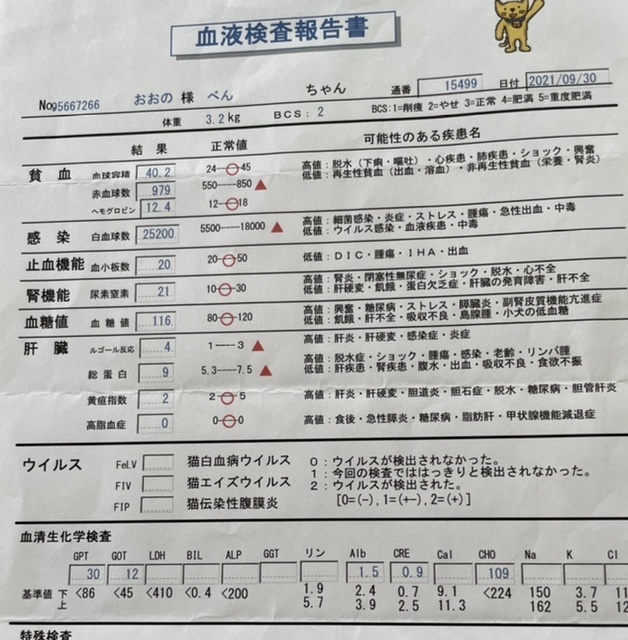 血液検査報告書
No.95667266 おおの 様 ぺん ちゃん 通番 15499 日付 2021/09/30
体重 3.2kg BCS: 2 BCS:1=削痩 2=やせ 3=正常 4=肥満 5=重度肥満
結果 正常値 可能性のある疾患名
貧血 血球容積 40.2 24 45 高値:脱水(下痢・嘔吐)・心疾患・肺疾患・ショック・興奮
赤血球数 979 550 850 低値:再生性貧血(出血・溶血)・非再生性貧血(栄養・腎炎)
ヘモグロビン 12.4 12 18
感染 白血球数 25200 5500 18000 高値:細菌感染・炎症・ストレス・腫瘍・急性出血・中毒
低値:ウイルス感染・血液疾患・中毒
止血機能 血小板数 20 20 50 低値:DIC・腫瘍・IHA・出血
腎機能 尿素窒素 21 10 30 高値:腎炎・閉塞性無尿症・ショック・脱水・心不全
低値:肝硬変・飢餓・蛋白欠乏症・肝臓の発育障害・肝不全
血糖値 血糖値 116 80 120 高値:興奮・糖尿病・ストレス・膵臓炎・副腎皮質機能亢進症
低値:飢餓・肝不全・吸収不良・島腺腫・小犬の低血糖
肝臓 ルゴール反応 4 1 3 高値:肝炎・肝硬変・感染症・炎症
総蛋白 9 5.3 7.5 高値:脱水症・ショック・腫瘍・感染・老齢・リンパ腫
低値:肝疾患・腎疾患・腹水・出血・吸収不良・食欲不振
黄疸指数 2 2 5 高値:肝炎・肝硬変・胆道炎・胆石症・脱水・糖尿病・胆管肝炎
高脂血症 0 0 0 高値:食後・急性膵炎・糖尿病・脂肪肝・甲状腺機能減退症
ウイルス FeLV 猫白血病ウイルス 0:ウイルスが検出されなかった。
FIV 猫エイズウイルス 1:今回の検査でははっきりと検出されなかった。
2:ウイルスが検出された。
FIP 猫伝染性腹膜炎 [0=(-),1=(+-),2=(+)]
血清生化学検査
GPT GOT LDH BIL ALP GGT リン Alb CRE Cal CHO Na K Cl
30 12 1.5 0.9 109
基準値 下 <86 <45 <410 <0.4 <200 1.9 2.4 0.7 9.1 <224 150 3.7 11
上 5.7 3.9 2.5 11.3 162 5.5 12
特殊検査